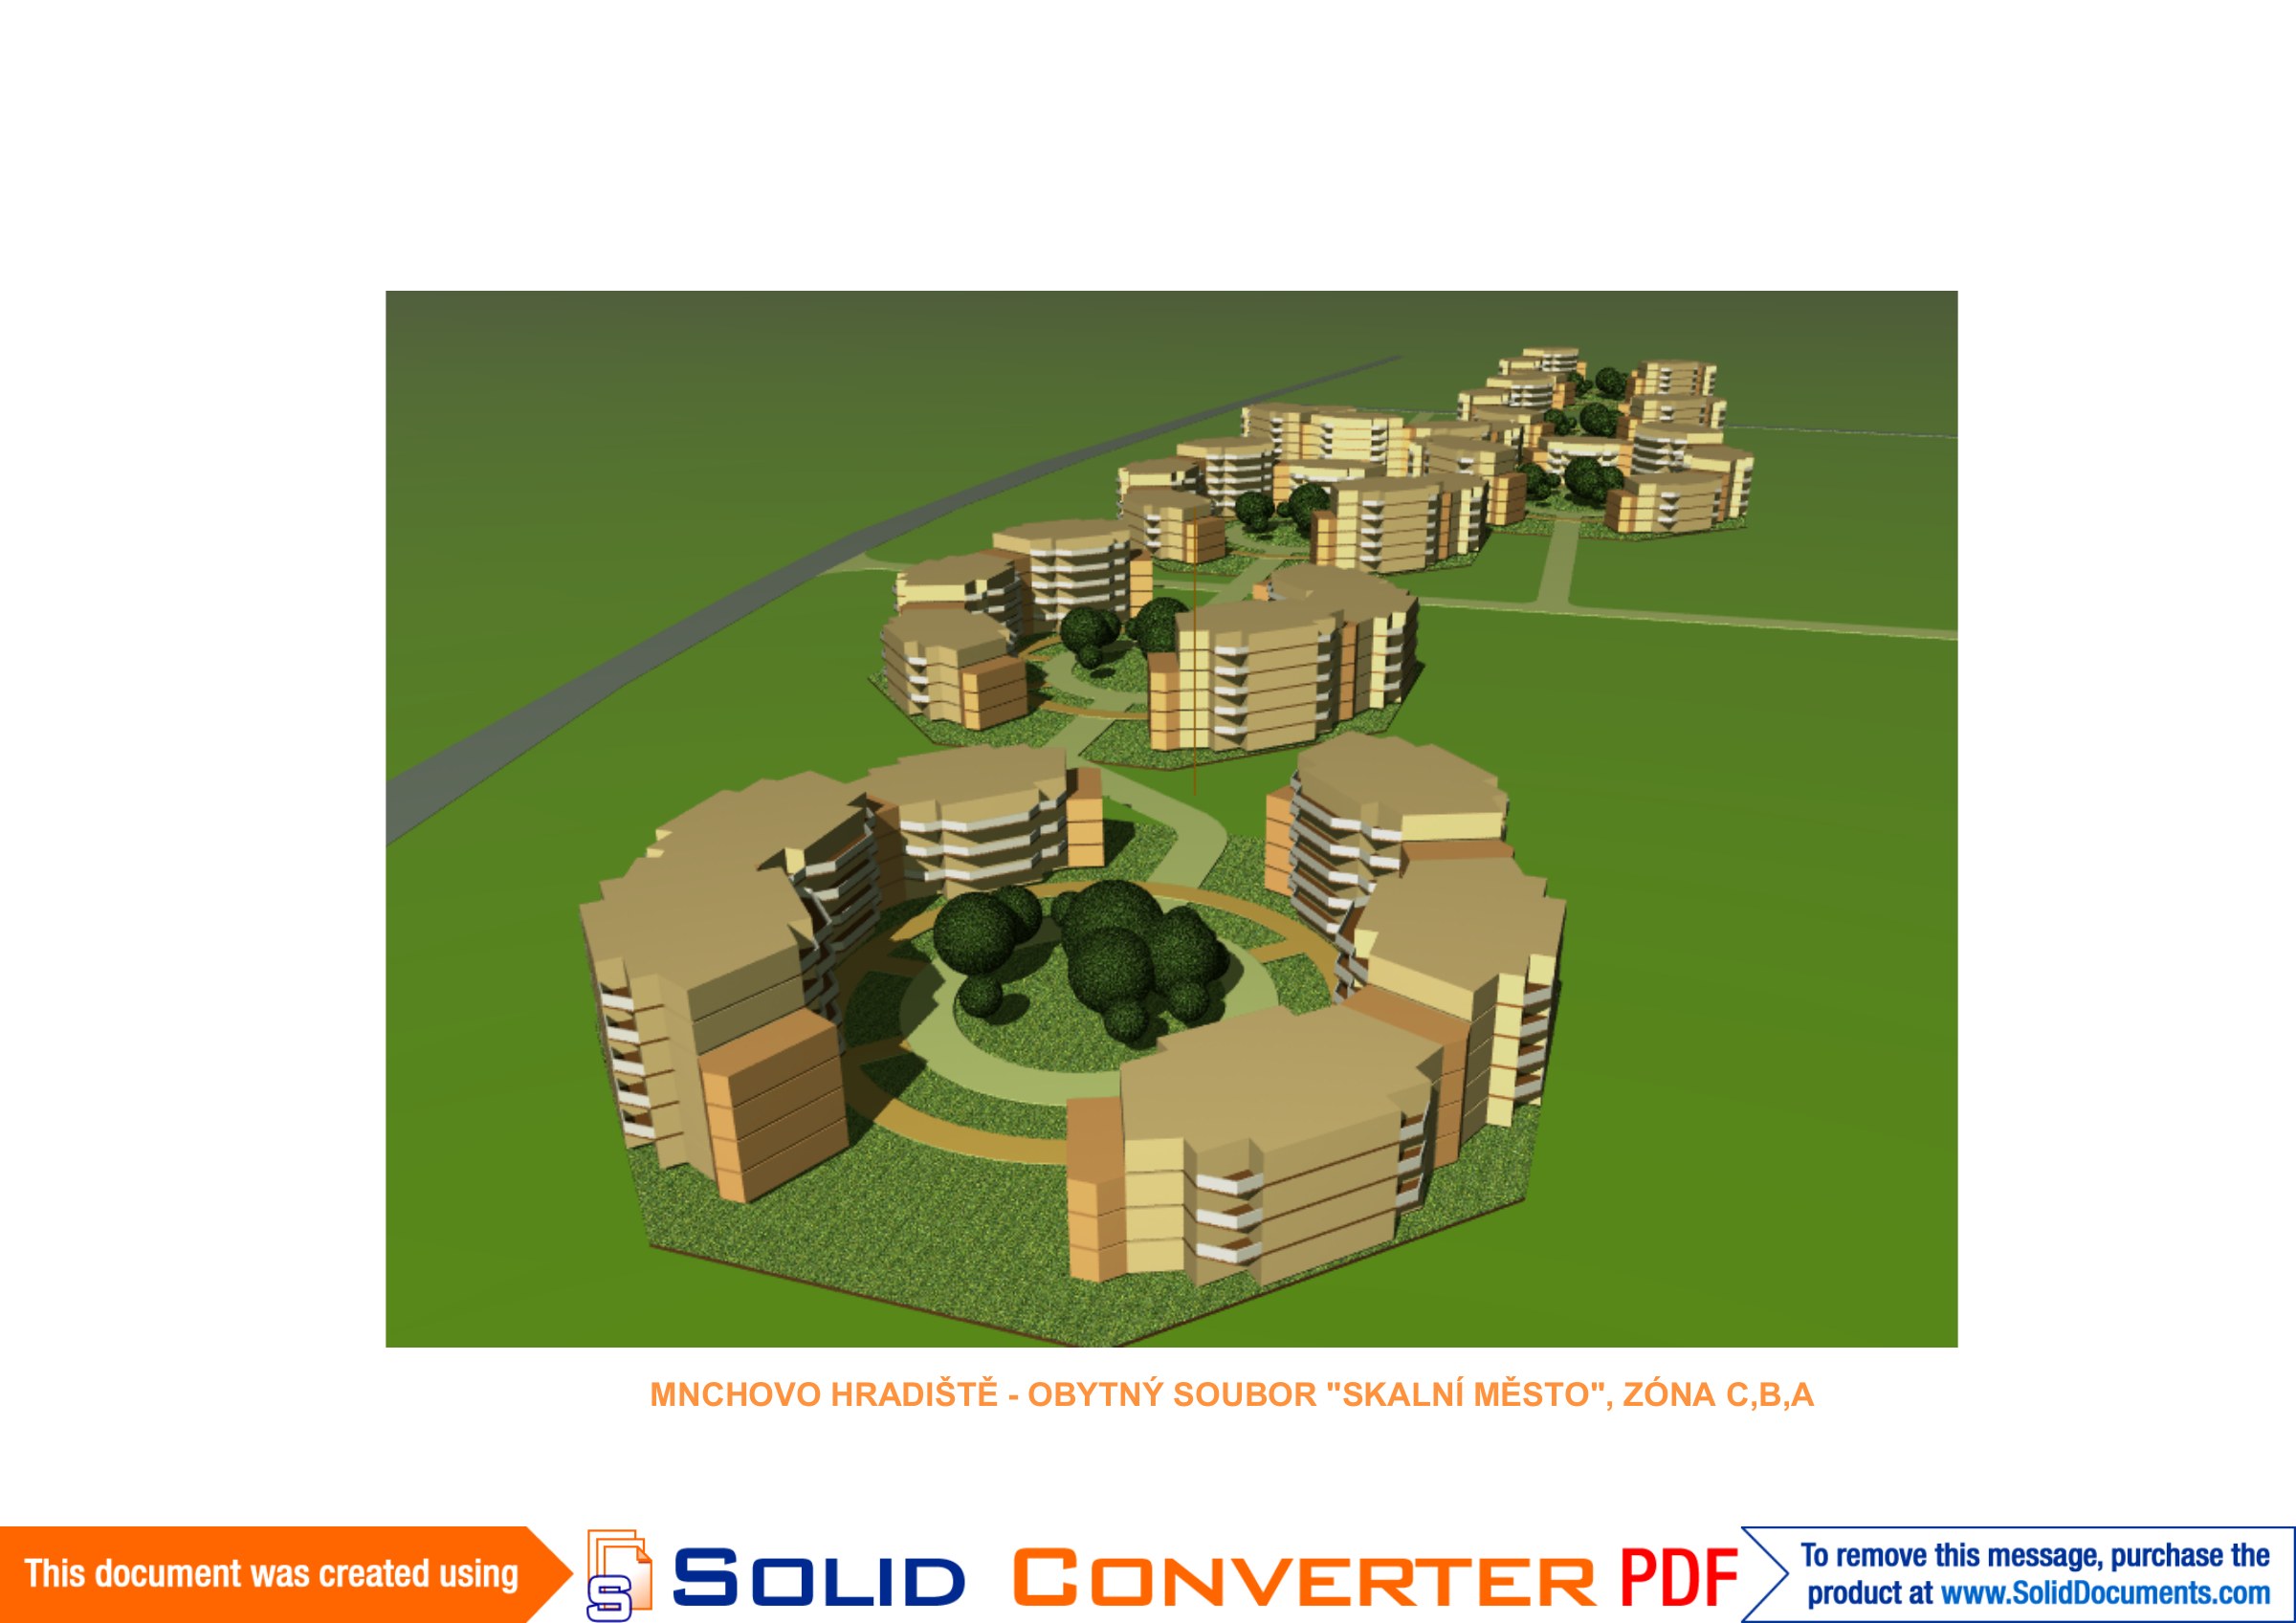 MNCHOVO HRADIŠTĚ - OBYTNÝ SOUBOR "SKALNÍ MĚSTO", ZÓNA C,B,A
This document was created using
S
SOLID CONVERTER PDF
To remove this message, purchase the
product at www.SolidDocuments.com